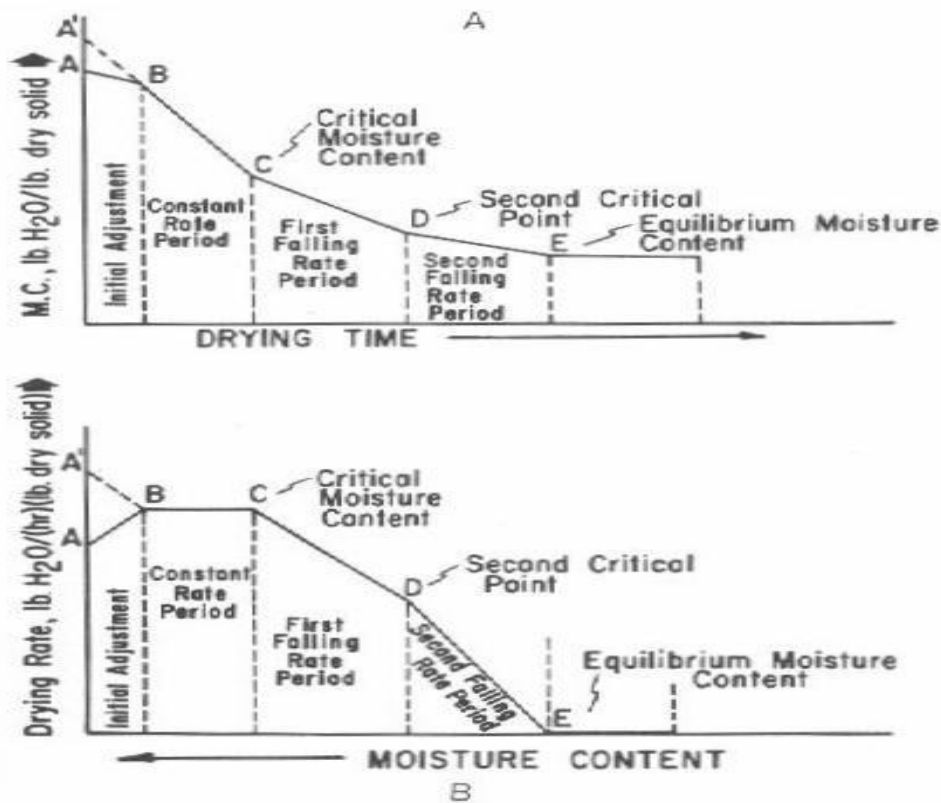 A
A'
A
B
C
D
E
M.C., lb. H2O/lb. dry solid
Initial Adjustment
Constant
Rate
Period
First
Falling
Rate
Period
Second
Falling
Rate
Period
Critical
Moisture
Content
Second Critical
Point
Equilibrium Moisture
Content
DRYING TIME
Drying Rate, lb. H2O/(hr)(lb. dry solid)
A'
A
B
C
D
E
Initial Adjustment
Constant
Rate
Period
First
Falling
Rate
Period
Second Falling
Rate Period
Critical
Moisture
Content
Second Critical
Point
Equilibrium Moisture
Content
MOISTURE CONTENT
B